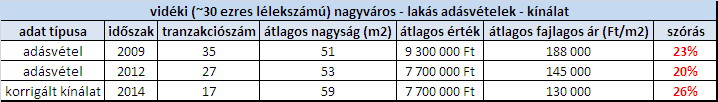 vidéki (~30 ezres lélekszámú) nagyváros - lakás adásvételek - kínálat
adat típusa időszak tranzakciószám átlagos nagyság (m2) átlagos érték átlagos fajlagos ár (Ft/m2) szórás
adásvétel 2009 35 51 9 300 000 Ft 188 000 23%
adásvétel 2012 27 53 7 700 000 Ft 145 000 20%
korrigált kínálat 2014 17 59 7 700 000 Ft 130 000 26%